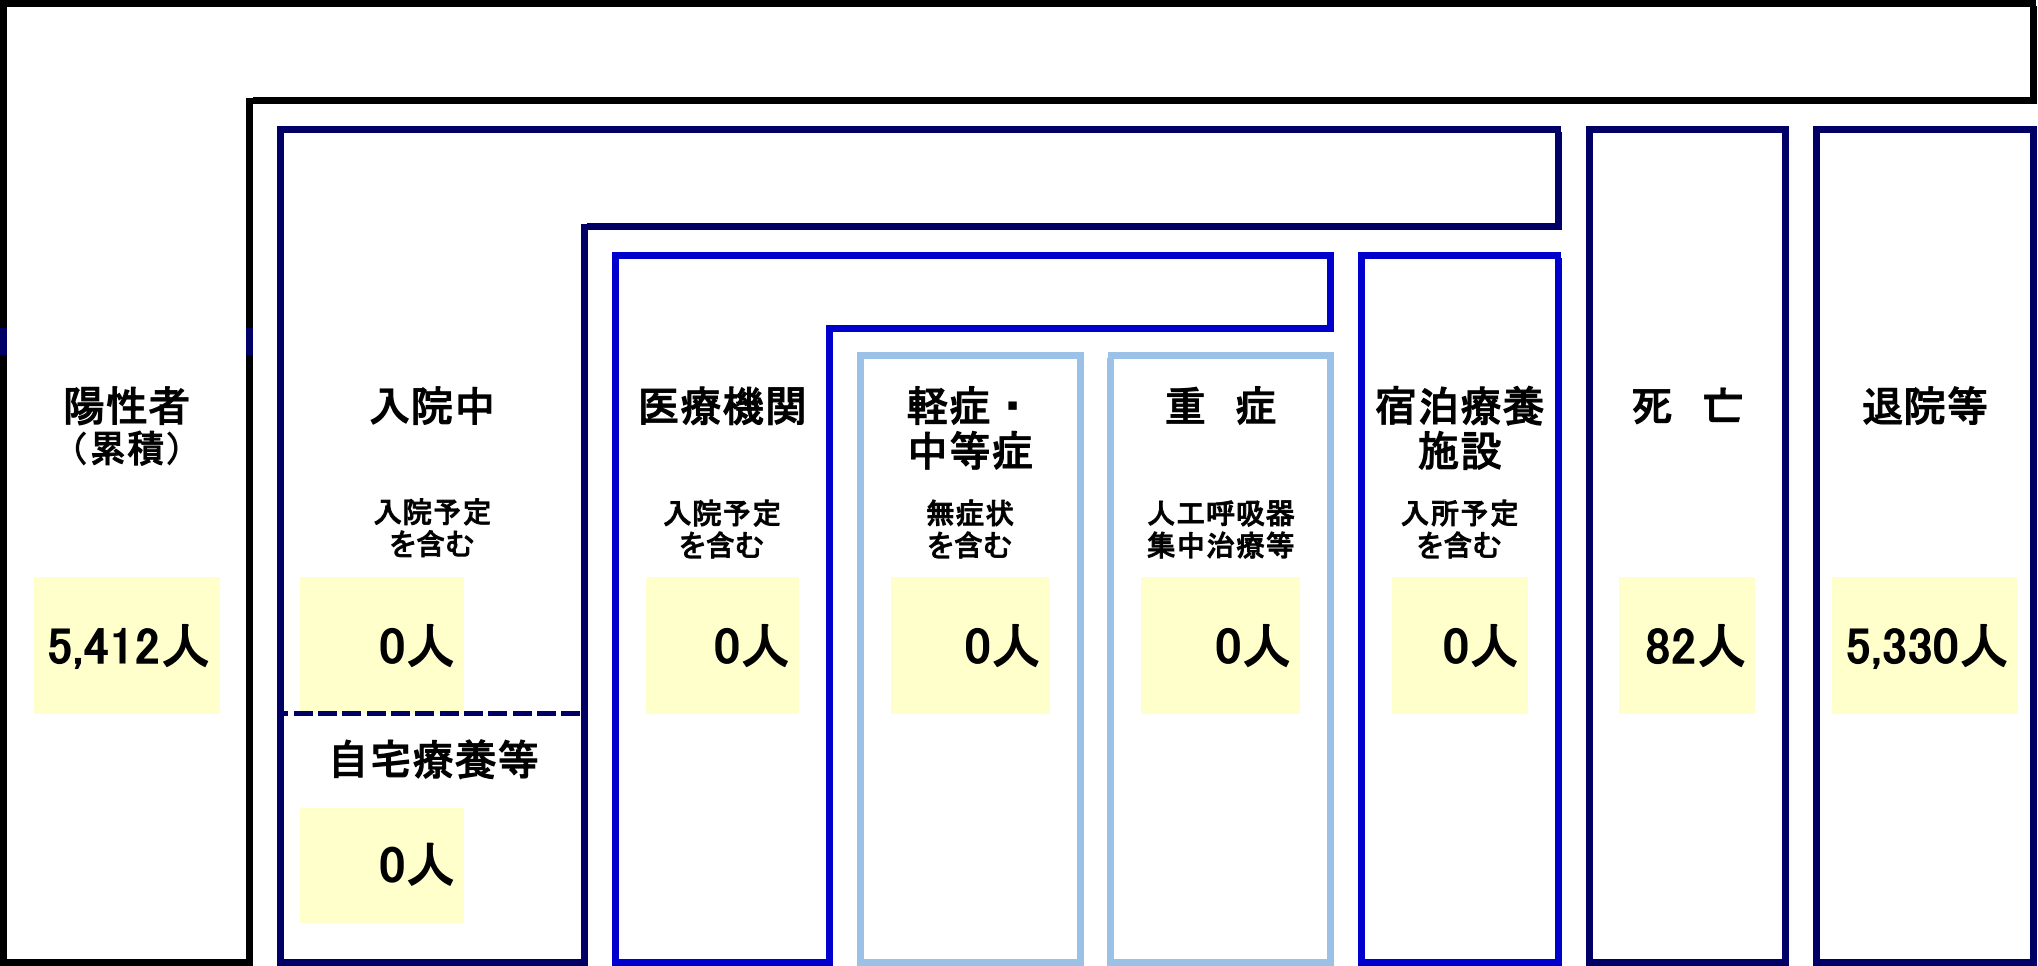 陽性者
（累積）
5,412人
入院中
入院予定
を含む
0人
自宅療養等
0人
医療機関
入院予定
を含む
0人
軽症・
中等症
無症状
を含む
0人
重　症
人工呼吸器
集中治療等
0人
宿泊療養
施設
入所予定
を含む
0人
死　亡
82人
退院等
5,330人